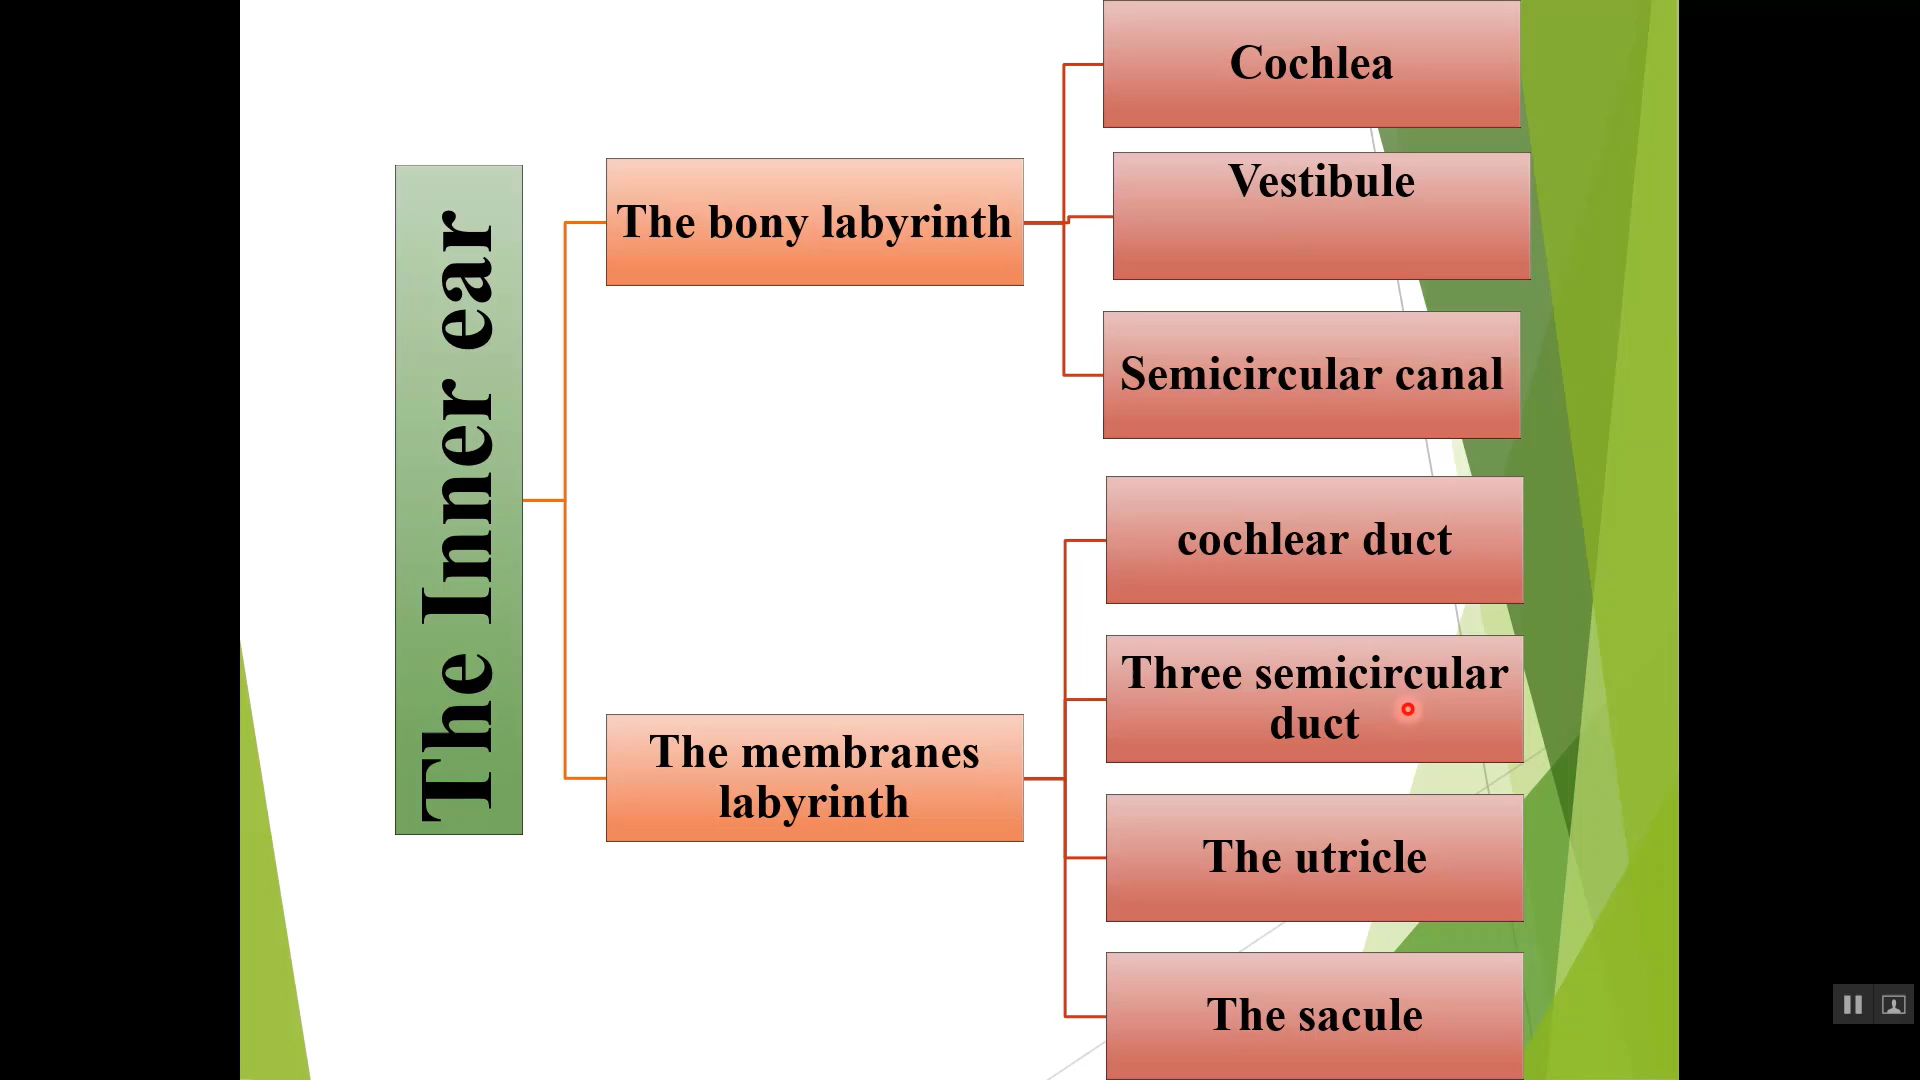 The Inner ear
The bony labyrinth
Cochlea
Vestibule
Semicircular canal
The membranes
labyrinth
cochlear duct
Three semicircular
duct
The utricle
The sacule